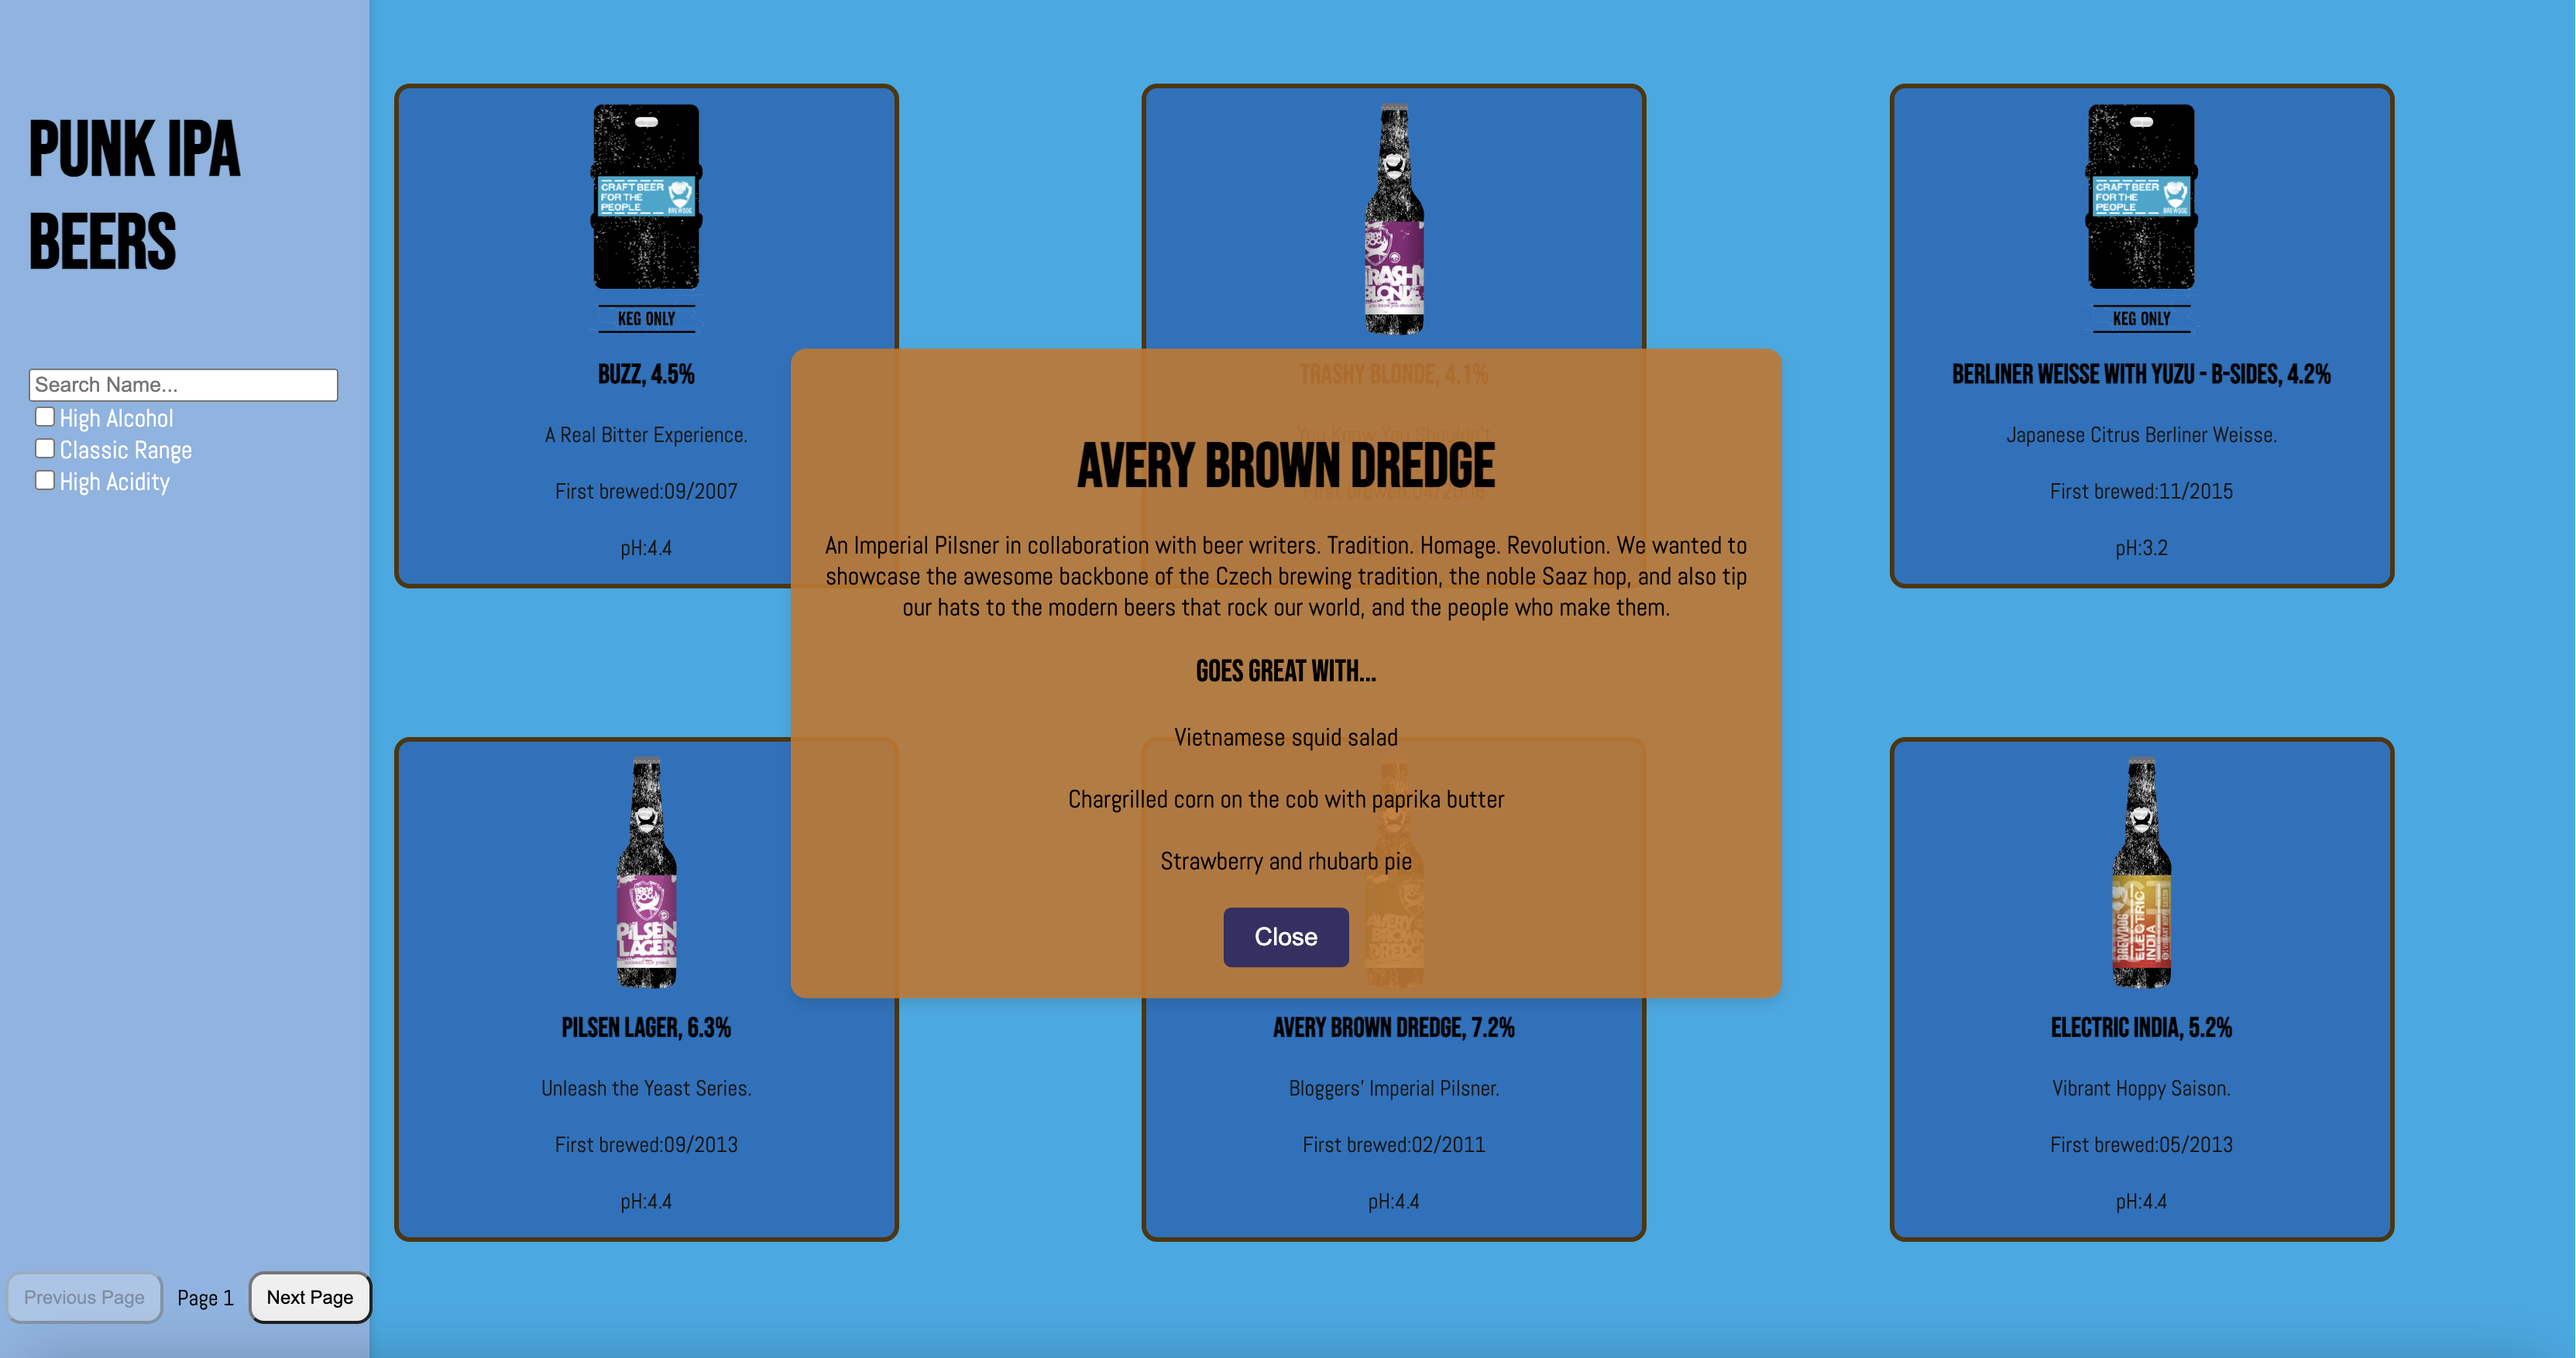 PUNK IPA
BEERS
Search Name...
High Alcohol
Classic Range
High Acidity
Previous Page
Page 1
Next Page
CRAFT BEER
FOR THE
PEOPLE
BREWDOG
KEG ONLY
BUZZ, 4.5%
A Real Bitter Experience.
First brewed:09/2007
pH:4.4
TRASHY
BLONDE
TRASHY BLONDE, 4.1%
You Know You Shouldn't
First brewed:04/2008
CRAFT BEER
FOR THE
PEOPLE
BREWDOG
KEG ONLY
BERLINER WEISSE WITH YUZU - B-SIDES, 4.2%
Japanese Citrus Berliner Weisse.
First brewed:11/2015
pH:3.2
AVERY BROWN DREDGE
An Imperial Pilsner in collaboration with beer writers. Tradition. Homage. Revolution. We wanted to
showcase the awesome backbone of the Czech brewing tradition, the noble Saaz hop, and also tip
our hats to the modern beers that rock our world, and the people who make them.
GOES GREAT WITH...
Vietnamese squid salad
Chargrilled corn on the cob with paprika butter
Strawberry and rhubarb pie
Close
BREW
DOG
PILSEN
LAGER
PILSEN LAGER, 6.3%
Unleash the Yeast Series.
First brewed:09/2013
pH:4.4
AVERY
BROWN
DREDGE
AVERY BROWN DREDGE, 7.2%
Bloggers' Imperial Pilsner.
First brewed:02/2011
pH:4.4
BREWDOG
ELECTRIC
INDIA
ELECTRIC INDIA, 5.2%
Vibrant Hoppy Saison.
First brewed:05/2013
pH:4.4